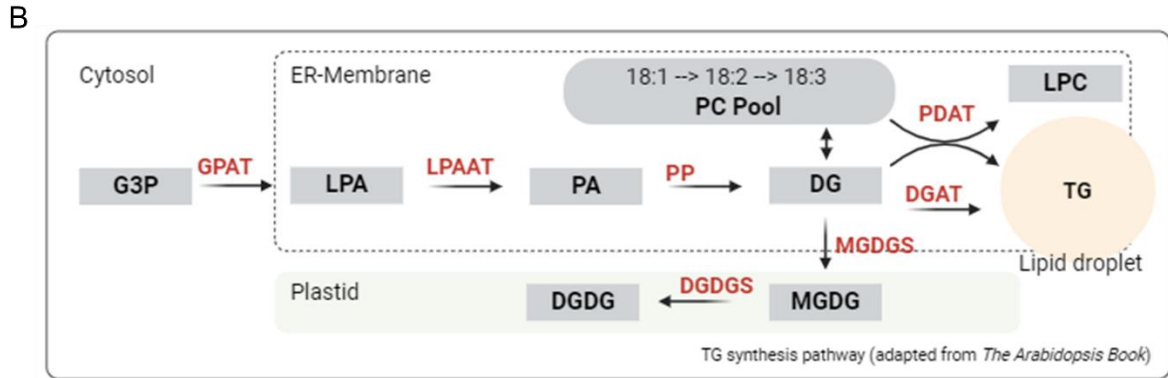 B
Cytosol
ER-Membrane
18:1 --> 18:2 --> 18:3
PC Pool
LPC
PDAT
G3P
GPAT
LPA
LPAAT
PA
PP
DG
DGAT
TG
MGDGS
Lipid droplet
Plastid
DGDG
DGDGS
MGDG
TG synthesis pathway (adapted from The Arabidopsis Book)